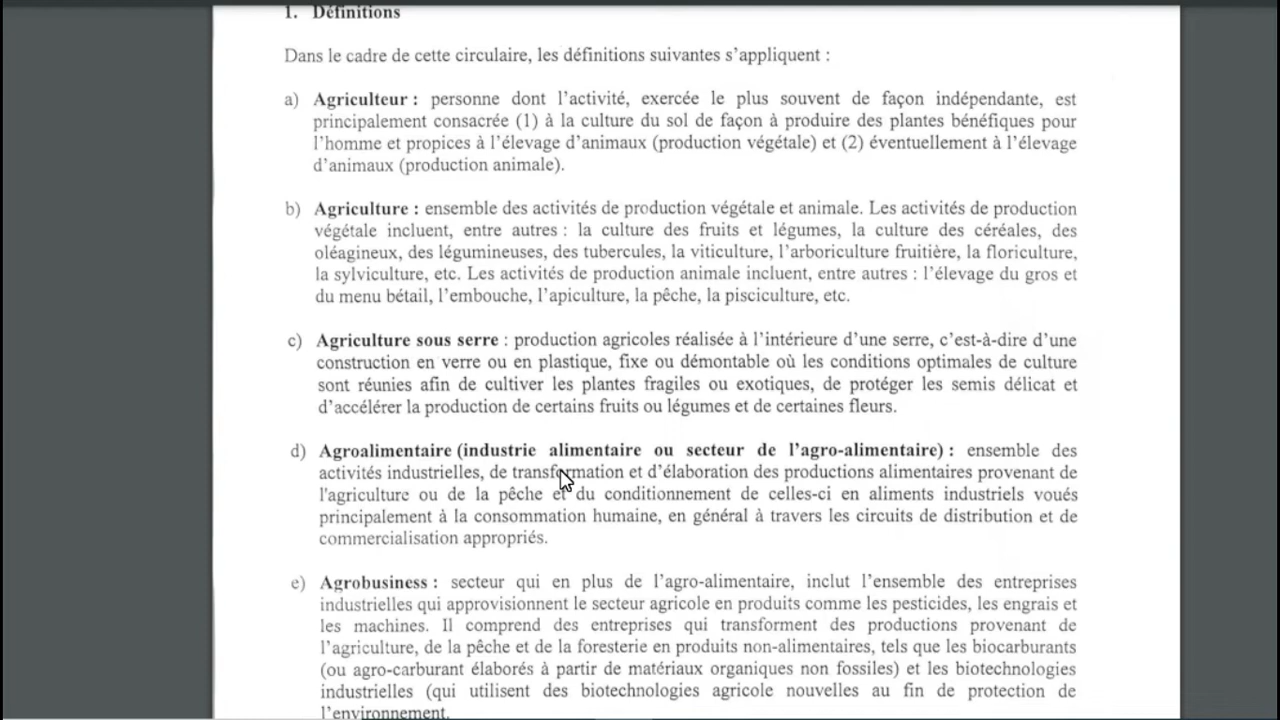 1. Définitions
Dans le cadre de cette circulaire, les définitions suivantes s’appliquent :
a) Agriculteur : personne dont l’activité, exercée le plus souvent de façon indépendante, est
principalement consacrée (1) à la culture du sol de façon à produire des plantes bénéfiques pour
l’homme et propices à l’élevage d’animaux (production végétale) et (2) éventuellement à l’élevage
d’animaux (production animale).
b) Agriculture : ensemble des activités de production végétale et animale. Les activités de production
végétale incluent, entre autres : la culture des fruits et légumes, la culture des céréales, des
oléagineux, des légumineuses, des tubercules, la viticulture, l’arboriculture fruitière, la floriculture,
la sylviculture, etc. Les activités de production animale incluent, entre autres : l’élevage du gros et
du menu bétail, l’embouche, l’apiculture, la pêche, la pisciculture, etc.
c) Agriculture sous serre : production agricoles réalisée à l’intérieure d’une serre, c’est-à-dire d’une
construction en verre ou en plastique, fixe ou démontable où les conditions optimales de culture
sont réunies afin de cultiver les plantes fragiles ou exotiques, de protéger les semis délicat et
d’accélérer la production de certains fruits ou légumes et de certaines fleurs.
d) Agroalimentaire (industrie alimentaire ou secteur de l’agro-alimentaire) : ensemble des
activités industrielles, de transformation et d’élaboration des productions alimentaires provenant de
l'agriculture ou de la pêche et du conditionnement de celles-ci en aliments industriels voués
principalement à la consommation humaine, en général à travers les circuits de distribution et de
commercialisation appropriés.
e) Agrobusiness : secteur qui en plus de l’agro-alimentaire, inclut l’ensemble des entreprises
industrielles qui approvisionnent le secteur agricole en produits comme les pesticides, les engrais et
les machines. Il comprend des entreprises qui transforment des productions provenant de
l’agriculture, de la pêche et de la foresterie en produits non-alimentaires, tels que les biocarburants
(ou agro-carburant élaborés à partir de matériaux organiques non fossiles) et les biotechnologies
industrielles (qui utilisent des biotechnologies agricole nouvelles au fin de protection de
l’environnement.